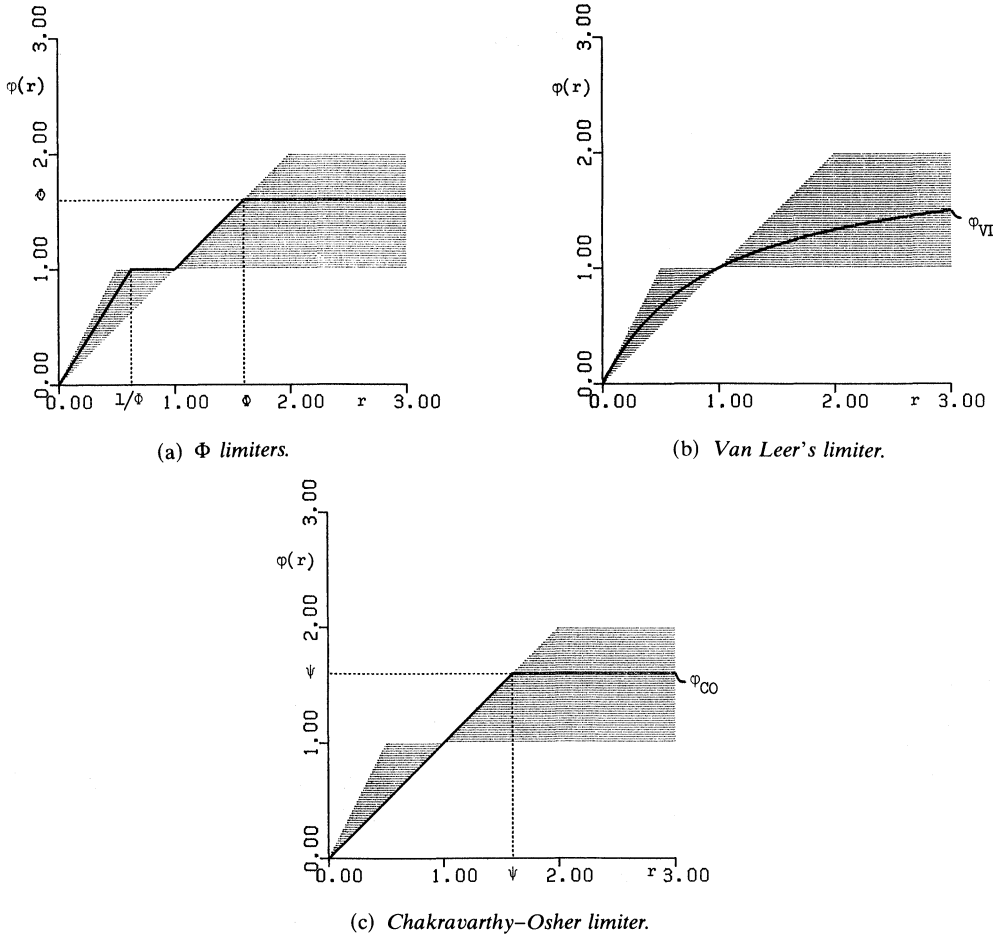 3.00
φ(r)
2.00
Φ
1.00
0.00
0.00 1/Φ 1.00 Φ 2.00 r 3.00
(a) Φ limiters.
3.00
φ(r)
2.00
φVL
1.00
0.00
0.00 1.00 2.00 r 3.00
(b) Van Leer's limiter.
3.00
φ(r)
2.00
ψ
φCO
1.00
0.00
0.00 1.00 ψ 2.00 r 3.00
(c) Chakravarthy–Osher limiter.